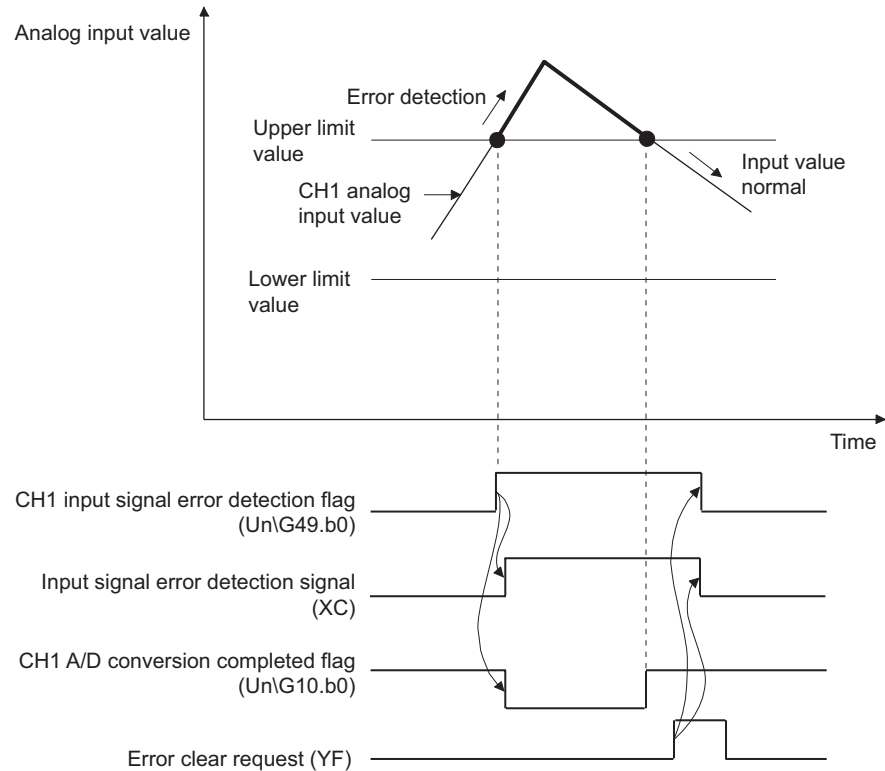 Analog input value
Error detection
Upper limit
value
Input value
normal
CH1 analog
input value
Lower limit
value
Time
CH1 input signal error detection flag
(Un\G49.b0)
Input signal error detection signal
(XC)
CH1 A/D conversion completed flag
(Un\G10.b0)
Error clear request (YF)